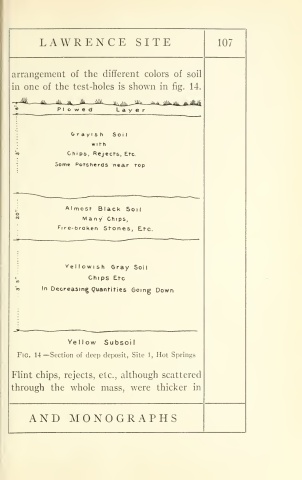 LAWRENCE SITE 107
arrangement of the different colors of soil
in one of the test-holes is shown in fig. 14.
Plowed Layer
Grayish Soil
with
Chips, Rejects, Etc.
Some Potsherds near top
Almost Black Soil
Many Chips,
Fire-broken Stones, Etc.
Yellowish Gray Soil
Chips Etc
In Decreasing Quantities Going Down
Yellow Subsoil
FIG. 14—Section of deep deposit, Site 1, Hot Springs
Flint chips, rejects, etc., although scattered
through the whole mass, were thicker in
AND MONOGRAPHS